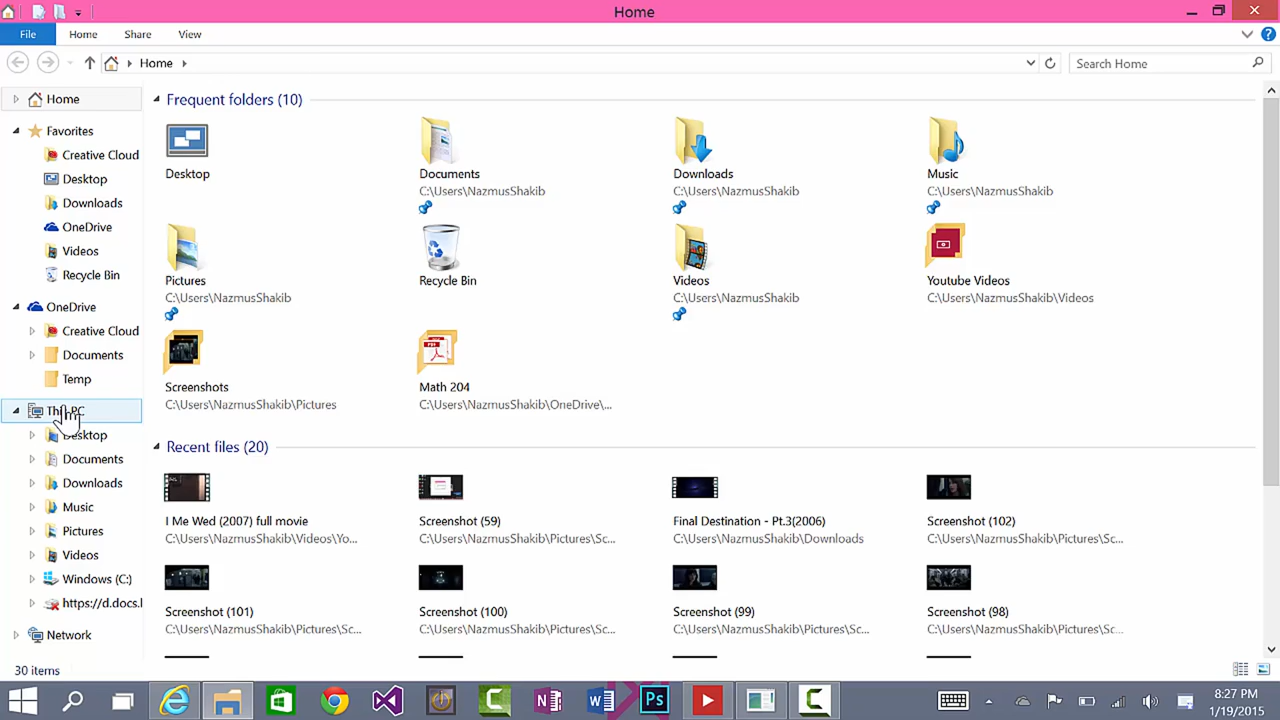 Home
File Home Share View
Home
Search Home
Home
Favorites
Creative Cloud
Desktop
Downloads
OneDrive
Videos
Recycle Bin
OneDrive
Creative Cloud
Documents
Temp
This PC
Desktop
Documents
Downloads
Music
Pictures
Videos
Windows (C:)
https://d.docs.l
Network
Frequent folders (10)
Desktop
Documents
C:\Users\NazmusShakib
Downloads
C:\Users\NazmusShakib
Music
C:\Users\NazmusShakib
Pictures
C:\Users\NazmusShakib
Recycle Bin
Videos
C:\Users\NazmusShakib
Youtube Videos
C:\Users\NazmusShakib\Videos
Screenshots
C:\Users\NazmusShakib\Pictures
Math 204
C:\Users\NazmusShakib\OneDrive\...
Recent files (20)
I Me Wed (2007) full movie
C:\Users\NazmusShakib\Videos\Yo...
Screenshot (59)
C:\Users\NazmusShakib\Pictures\Sc...
Final Destination - Pt.3(2006)
C:\Users\NazmusShakib\Downloads
Screenshot (102)
C:\Users\NazmusShakib\Pictures\Sc...
Screenshot (101)
C:\Users\NazmusShakib\Pictures\Sc...
Screenshot (100)
C:\Users\NazmusShakib\Pictures\Sc...
Screenshot (99)
C:\Users\NazmusShakib\Pictures\Sc...
Screenshot (98)
C:\Users\NazmusShakib\Pictures\Sc...
30 items
8:27 PM
1/19/2015